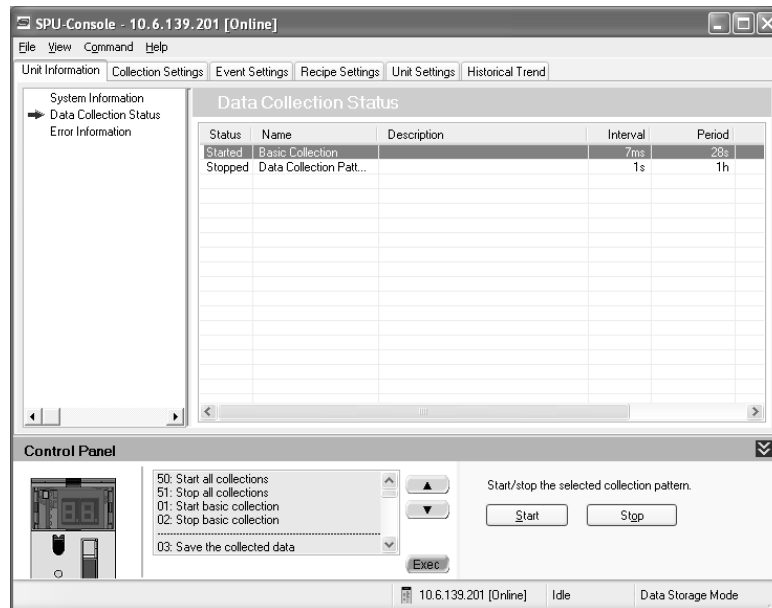 SPU-Console - 10.6.139.201 [Online]
File View Command Help
Unit Information Collection Settings Event Settings Recipe Settings Unit Settings Historical Trend
System Information
Data Collection Status
Error Information
Data Collection Status
Status Name Description Interval Period
Started Basic Collection 7ms 28s
Stopped Data Collection Patt... 1s 1h
Control Panel
50: Start all collections
51: Stop all collections
01: Start basic collection
02: Stop basic collection
03: Save the collected data
Exec
Start/stop the selected collection pattern.
Start Stop
10.6.139.201 [Online] Idle Data Storage Mode